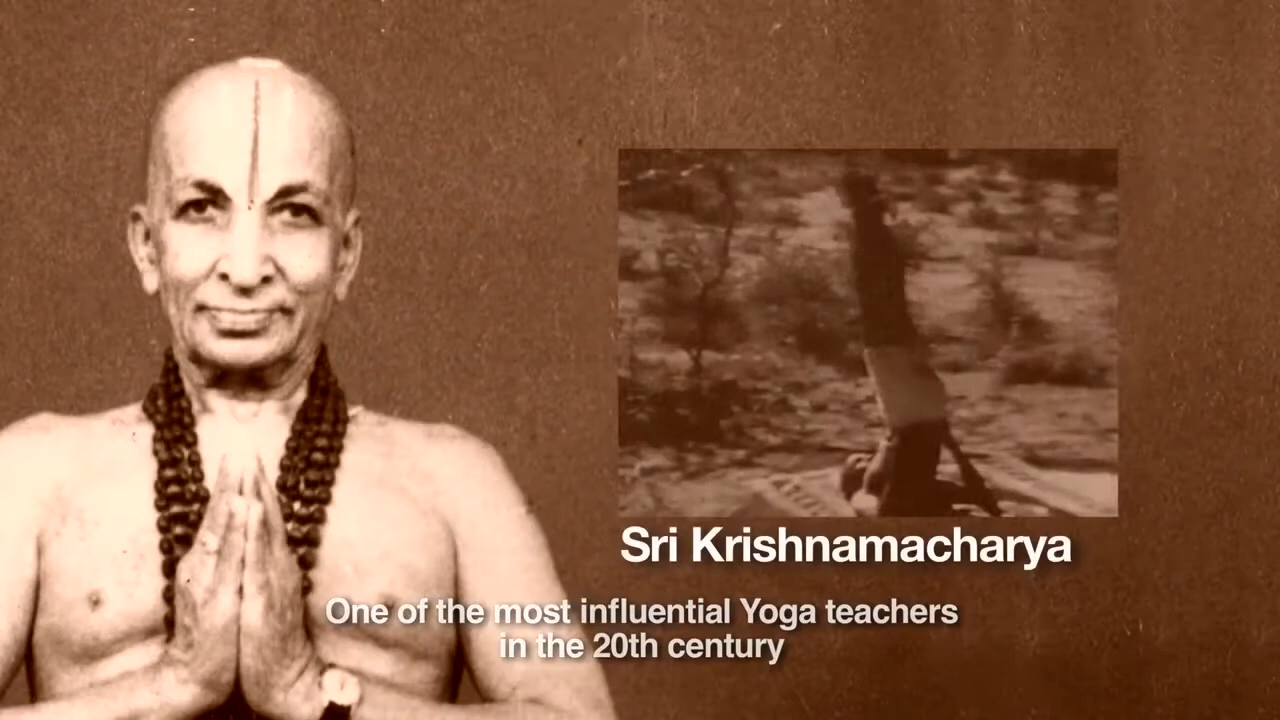 Sri Krishnamacharya
One of the most influential Yoga teachers
in the 20th century